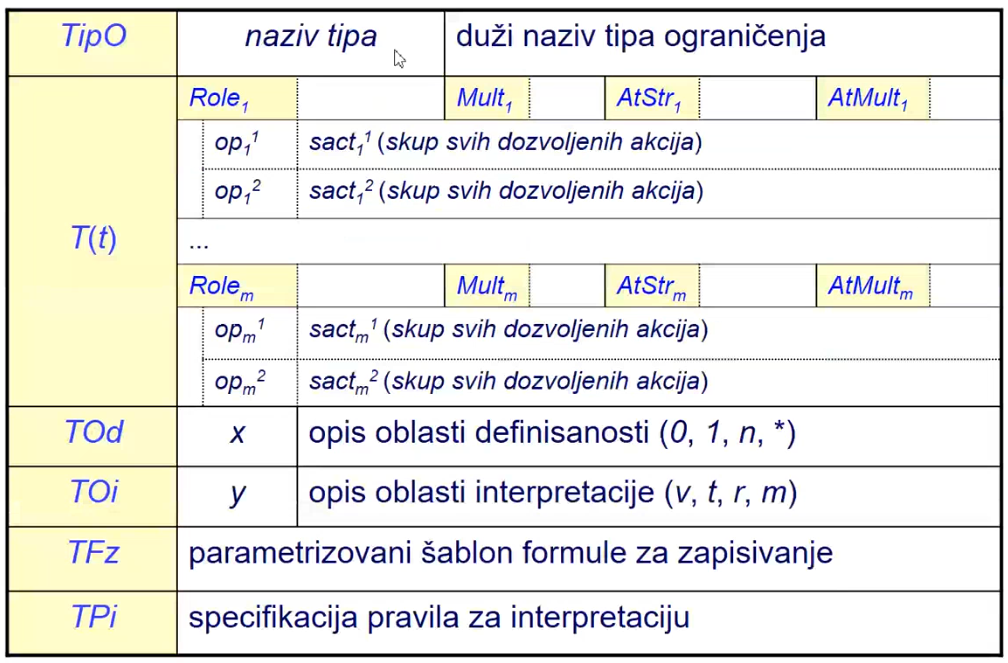 TipO naziv tipa duži naziv tipa ograničenja
Role₁ Mult₁ AtStr₁ AtMult₁
op₁¹ sact₁¹ (skup svih dozvoljenih akcija)
op₁² sact₁² (skup svih dozvoljenih akcija)
T(t) ...
Roleₘ Multₘ AtStrₘ AtMultₘ
opₘ¹ sactₘ¹ (skup svih dozvoljenih akcija)
opₘ² sactₘ² (skup svih dozvoljenih akcija)
TOd x opis oblasti definisanosti (0, 1, n, *)
TOi y opis oblasti interpretacije (v, t, r, m)
TFz parametrizovani šablon formule za zapisivanje
TPi specifikacija pravila za interpretaciju